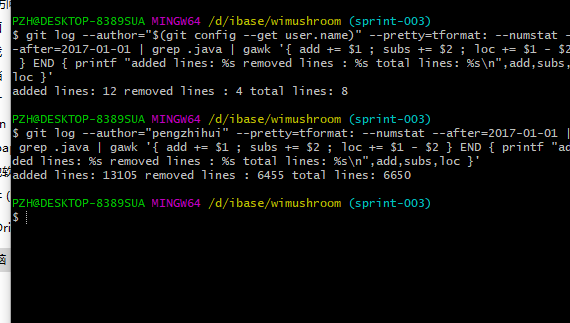 PZH@DESKTOP-8389SUA MINGW64 /d/ibase/wimushroom (sprint-003)
$ git log --author="$(git config --get user.name)" --pretty=tformat: --numstat -
-after=2017-01-01 | grep .java | gawk '{ add += $1 ; subs += $2 ; loc += $1 - $2
} END { printf "added lines: %s removed lines : %s total lines: %s\n",add,subs,
loc }'
added lines: 12 removed lines : 4 total lines: 8
PZH@DESKTOP-8389SUA MINGW64 /d/ibase/wimushroom (sprint-003)
$ git log --author="pengzhihui" --pretty=tformat: --numstat --after=2017-01-01 |
grep .java | gawk '{ add += $1 ; subs += $2 ; loc += $1 - $2 } END { printf "ad
ded lines: %s removed lines : %s total lines: %s\n",add,subs,loc }'
added lines: 13105 removed lines : 6455 total lines: 6650
PZH@DESKTOP-8389SUA MINGW64 /d/ibase/wimushroom (sprint-003)
$